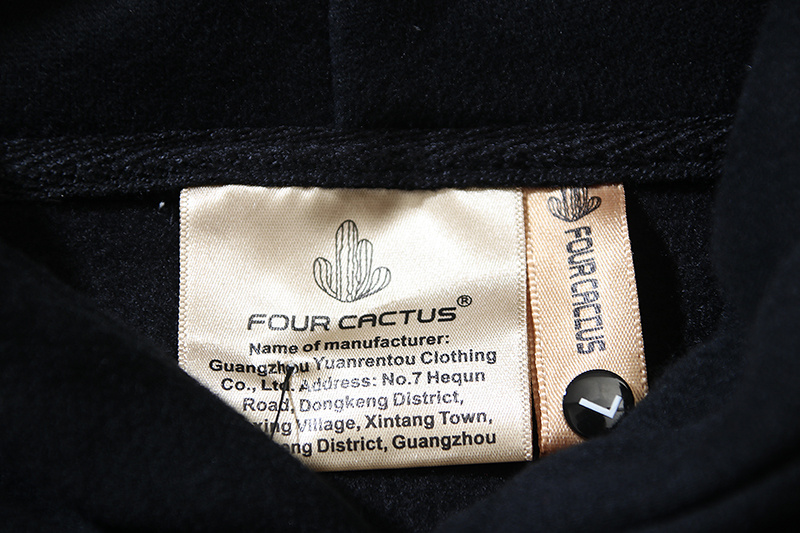 FOUR CACTUS®
Name of manufacturer:
Guangzhou Yuanrentou Clothing
Co., Ltd. Address: No.7 Hequn
Road, Dongkeng District,
Village, Xintang Town,
District, Guangzhou
FOUR CACTUS
L